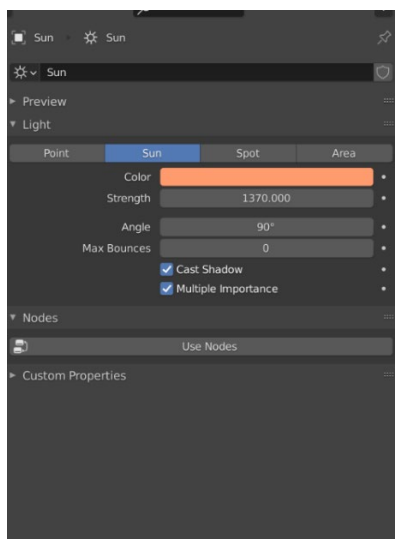 Sun Sun
Sun
Preview
Light
Point Sun Spot Area
Color
Strength 1370.000
Angle 90°
Max Bounces 0
Cast Shadow
Multiple Importance
Nodes
Use Nodes
Custom Properties